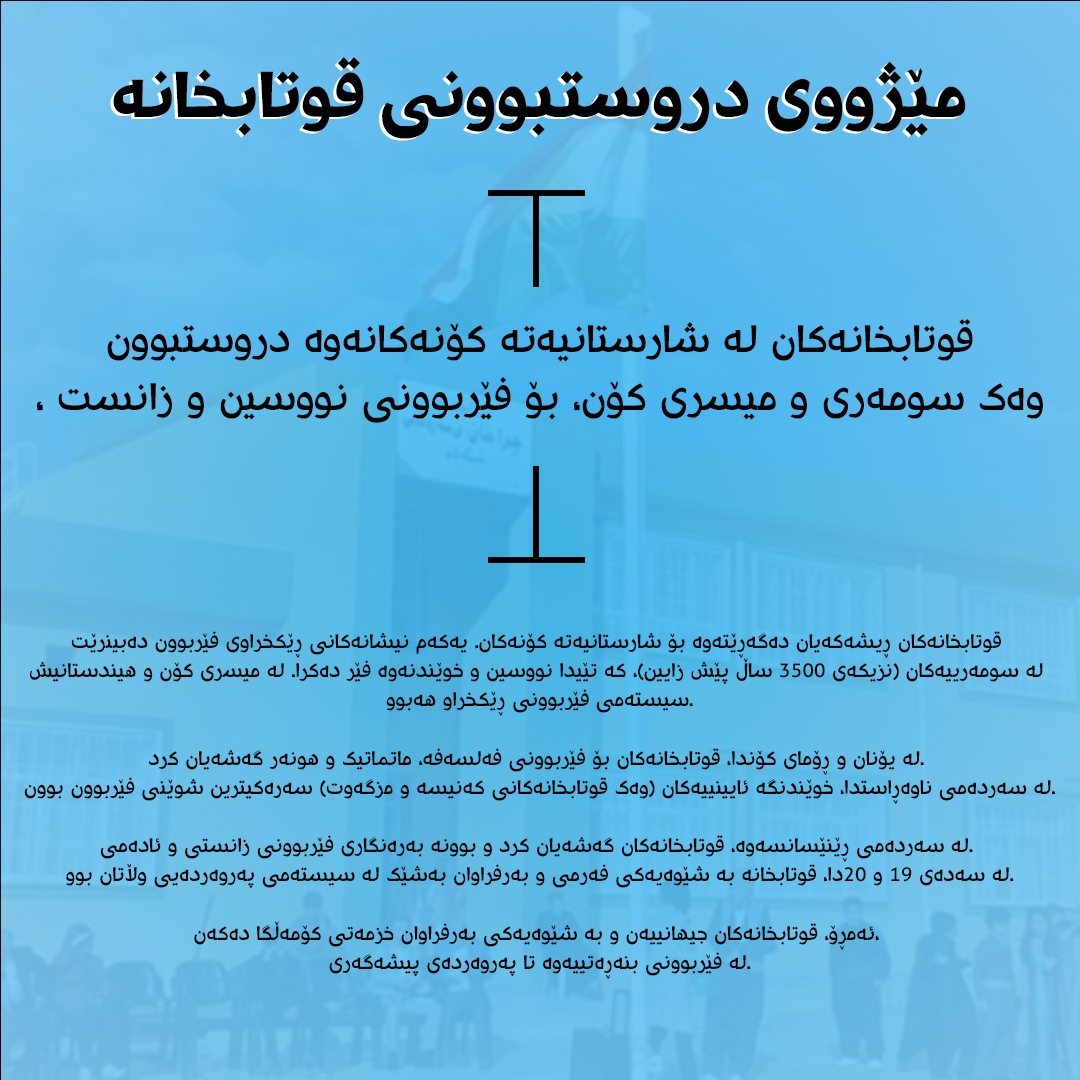 مێژووی دروستبوونی قوتابخانە
قوتابخانەکان لە شارستانیەتە کۆنەکانەوە دروستبوون
وەک سومەری و میسری کۆن، بۆ فێربوونی نووسین و زانست ،
قوتابخانەکان ڕیشەکەیان دەگەڕێتەوە بۆ شارستانیەتە کۆنەکان. یەکەم نیشانەکانی ڕێکخراوی فێربوون دەبینرێت
لە سومەرییەکان (نزیکەی 3500 ساڵ پێش زایین)، کە تێیدا نووسین و خوێندنەوە فێر دەکرا. لە میسری کۆن و هیندستانیش
سیستەمی فێربوونی ڕێکخراو هەبوو.
لە یۆنان و ڕۆمای کۆندا، قوتابخانەکان بۆ فێربوونی فەلسەفە، ماتماتیک و هونەر گەشەیان کرد.
لە سەردەمی ناوەڕاستدا، خوێندنگە ئایینییەکان (وەک قوتابخانەکانی کەنیسە و مزگەوت) سەرەکیترین شوێنی فێربوون بوون.
لە سەردەمی ڕێنێسانسەوە، قوتابخانەکان گەشەیان کرد و بوونە بەرەنگاری فێربوونی زانستی و ئادەمی.
لە سەدەی 19 و 20دا، قوتابخانە بە شێوەیەکی فەرمی و بەرفراوان بەشێک لە سیستەمی پەروەردەیی وڵاتان بوو.
ئەمڕۆ، قوتابخانەکان جیهانییەن و بە شێوەیەکی بەرفراوان خزمەتی کۆمەڵگا دەکەن،
لە فێربوونی بنەڕەتییەوە تا پەروەردەی پیشەگەری.